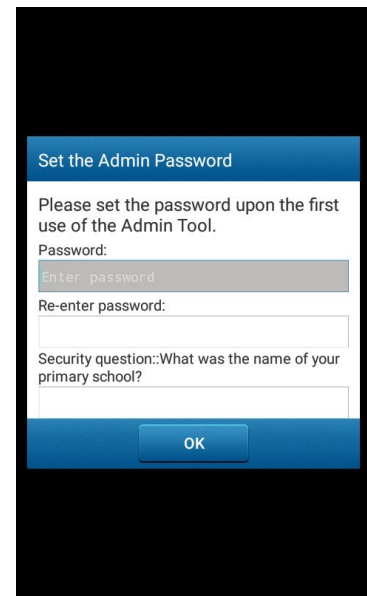 Set the Admin Password
Please set the password upon the first
use of the Admin Tool.
Password:
Enter password
Re-enter password:
Security question::What was the name of your
primary school?
OK